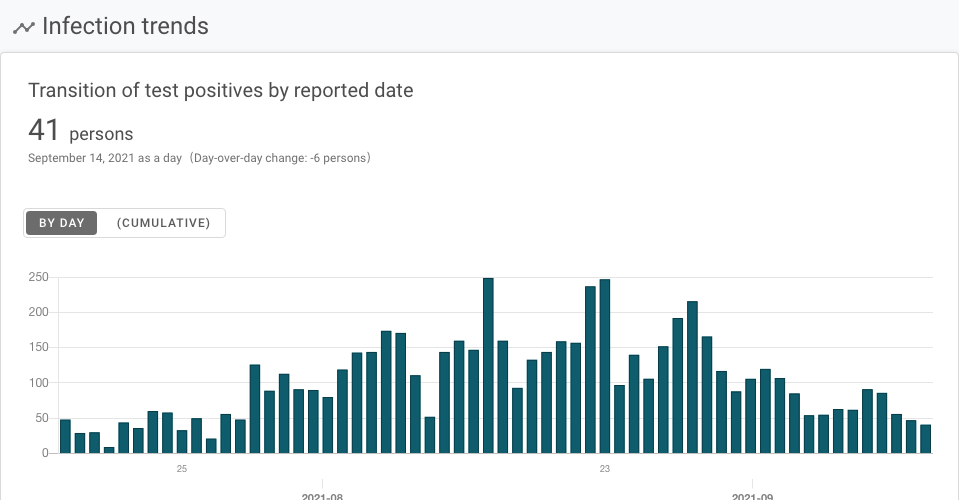 Infection trends
Transition of test positives by reported date
41 persons
September 14, 2021 as a day（Day-over-day change: -6 persons）
BY DAY (CUMULATIVE)
250
200
150
100
50
0
25 23
2021-08 2021-09